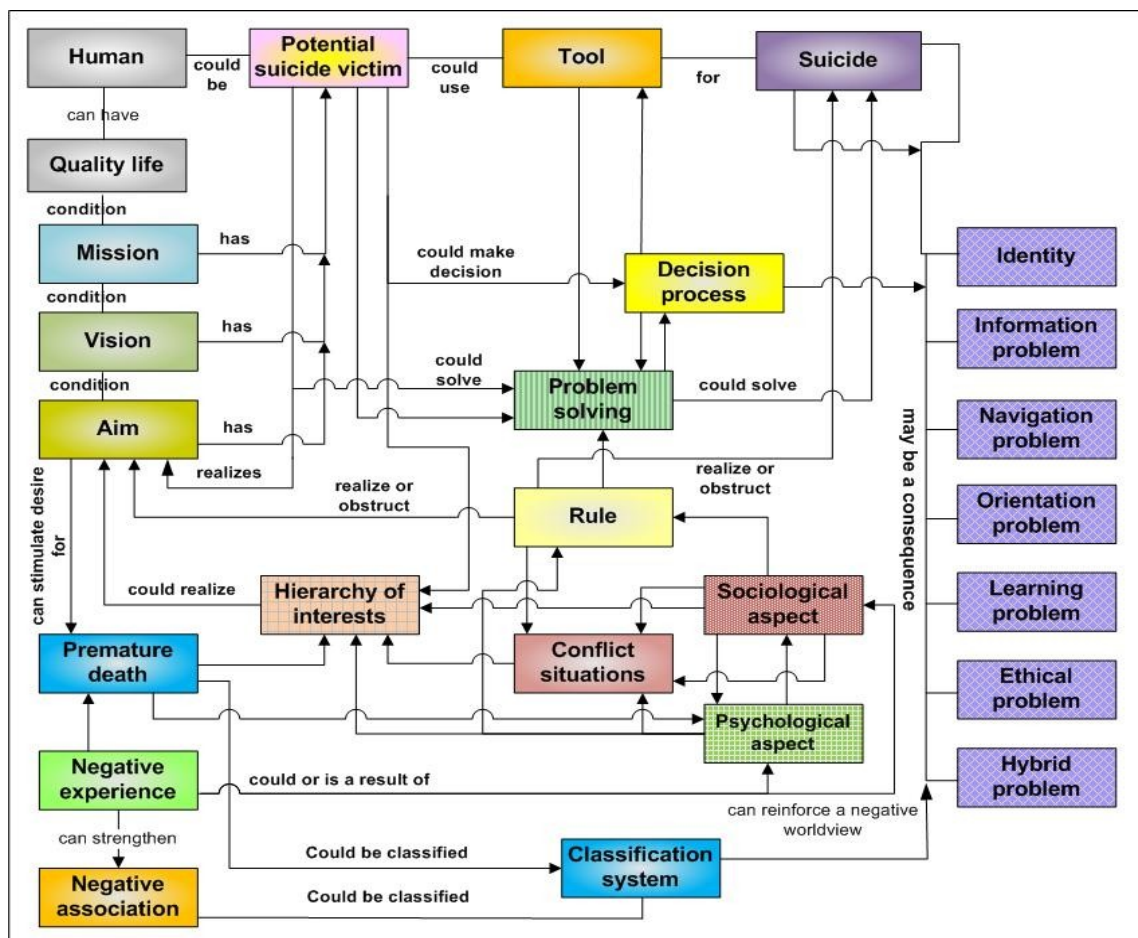 Human
could
be
Potential
suicide victim
could
use
Tool
for
Suicide
can have
Quality life
condition
Mission
has
could make
decision
Decision
process
Identity
condition
Vision
has
Information
problem
condition
could
solve
Problem
solving
could solve
Aim
has
Navigation
problem
realizes
realize or
obstruct
Rule
realize or
obstruct
may be a consequence
Orientation
problem
can stimulate desire
for
could realize
Hierarchy of
interests
Sociological
aspect
Learning
problem
Premature
death
Conflict
situations
Ethical
problem
Psychological
aspect
Negative
experience
could or is a result of
Hybrid
problem
can reinforce a negative
worldview
can strengthen
Could be classified
Classification
system
Negative
association
Could be classified